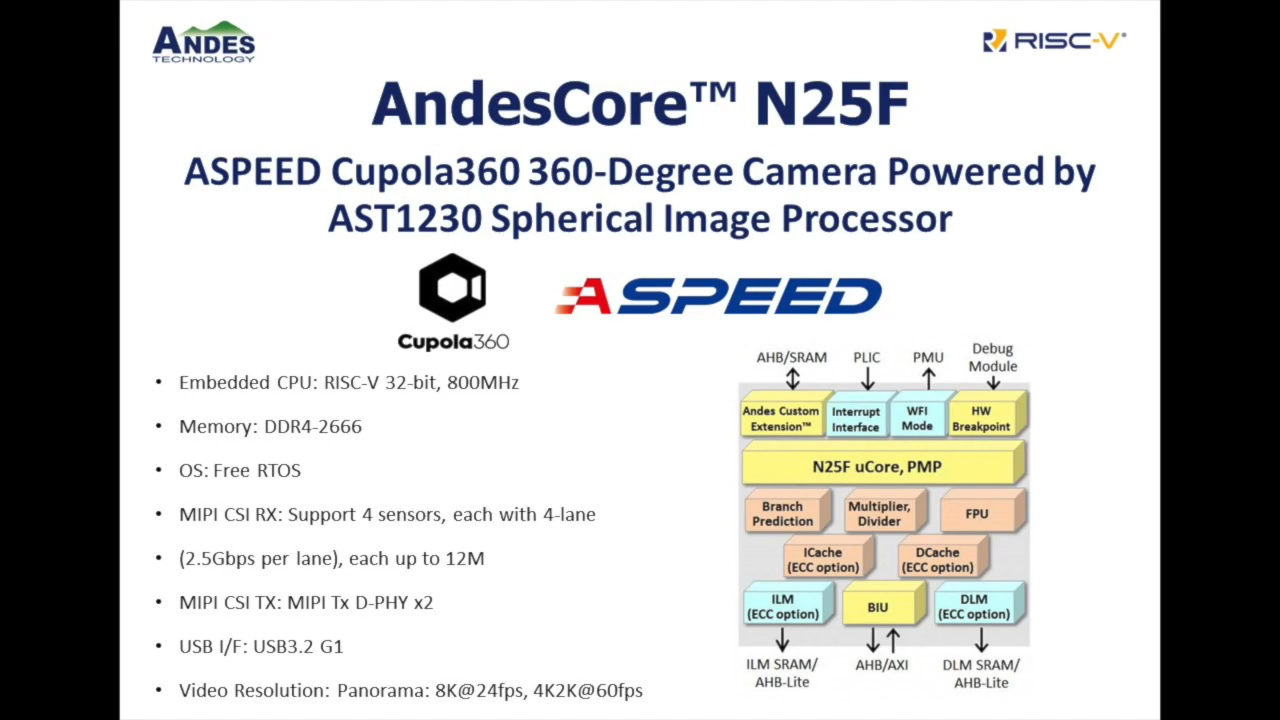 ANDES
TECHNOLOGY
RISC-V®
AndesCore™ N25F
ASPEED Cupola360 360-Degree Camera Powered by
AST1230 Spherical Image Processor
Cupola360
ASPEED
• Embedded CPU: RISC-V 32-bit, 800MHz
• Memory: DDR4-2666
• OS: Free RTOS
• MIPI CSI RX: Support 4 sensors, each with 4-lane
• (2.5Gbps per lane), each up to 12M
• MIPI CSI TX: MIPI Tx D-PHY x2
• USB I/F: USB3.2 G1
• Video Resolution: Panorama: 8K@24fps, 4K2K@60fps
AHB/SRAM PLIC PMU Debug
Module
Andes Custom
Extension™
Interrupt
Interface
WFI
Mode
HW
Breakpoint
N25F uCore, PMP
Branch
Prediction
Multiplier,
Divider
FPU
ICache
(ECC option)
DCache
(ECC option)
ILM
(ECC option)
BIU
DLM
(ECC option)
ILM SRAM/
AHB-Lite
AHB/AXI
DLM SRAM/
AHB-Lite